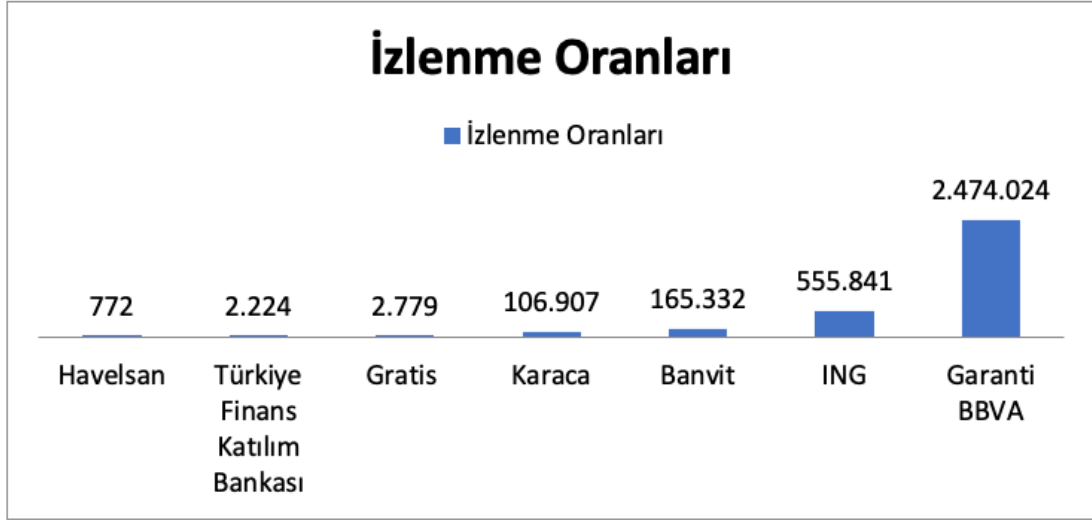 İzlenme Oranları
İzlenme Oranları
2.474.024
555.841
165.332
106.907
2.779
2.224
772
Havelsan
Türkiye
Finans
Katılım
Bankası
Gratis
Karaca
Banvit
ING
Garanti
BBVA